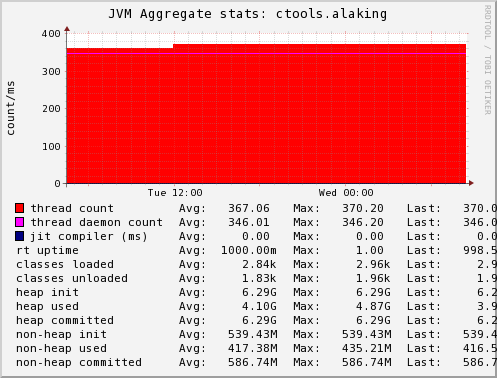 JVM Aggregate stats: ctools.alaking
RRDTOOL / TOBI OETIKER
count/ms
400
300
200
100
0
Tue 12:00 Wed 00:00
thread count Avg: 367.06 Max: 370.20 Last: 370.0
thread daemon count Avg: 346.01 Max: 346.20 Last: 346.0
jit compiler (ms) Avg: 0.00 Max: 0.00 Last: 0.0
rt uptime Avg: 1000.00m Max: 1.00 Last: 998.5
classes loaded Avg: 2.84k Max: 2.96k Last: 2.9
classes unloaded Avg: 1.83k Max: 1.96k Last: 1.9
heap init Avg: 6.29G Max: 6.29G Last: 6.2
heap used Avg: 4.10G Max: 4.87G Last: 3.9
heap committed Avg: 6.29G Max: 6.29G Last: 6.2
non-heap init Avg: 539.43M Max: 539.43M Last: 539.4
non-heap used Avg: 417.38M Max: 435.21M Last: 416.5
non-heap committed Avg: 586.74M Max: 586.74M Last: 586.7